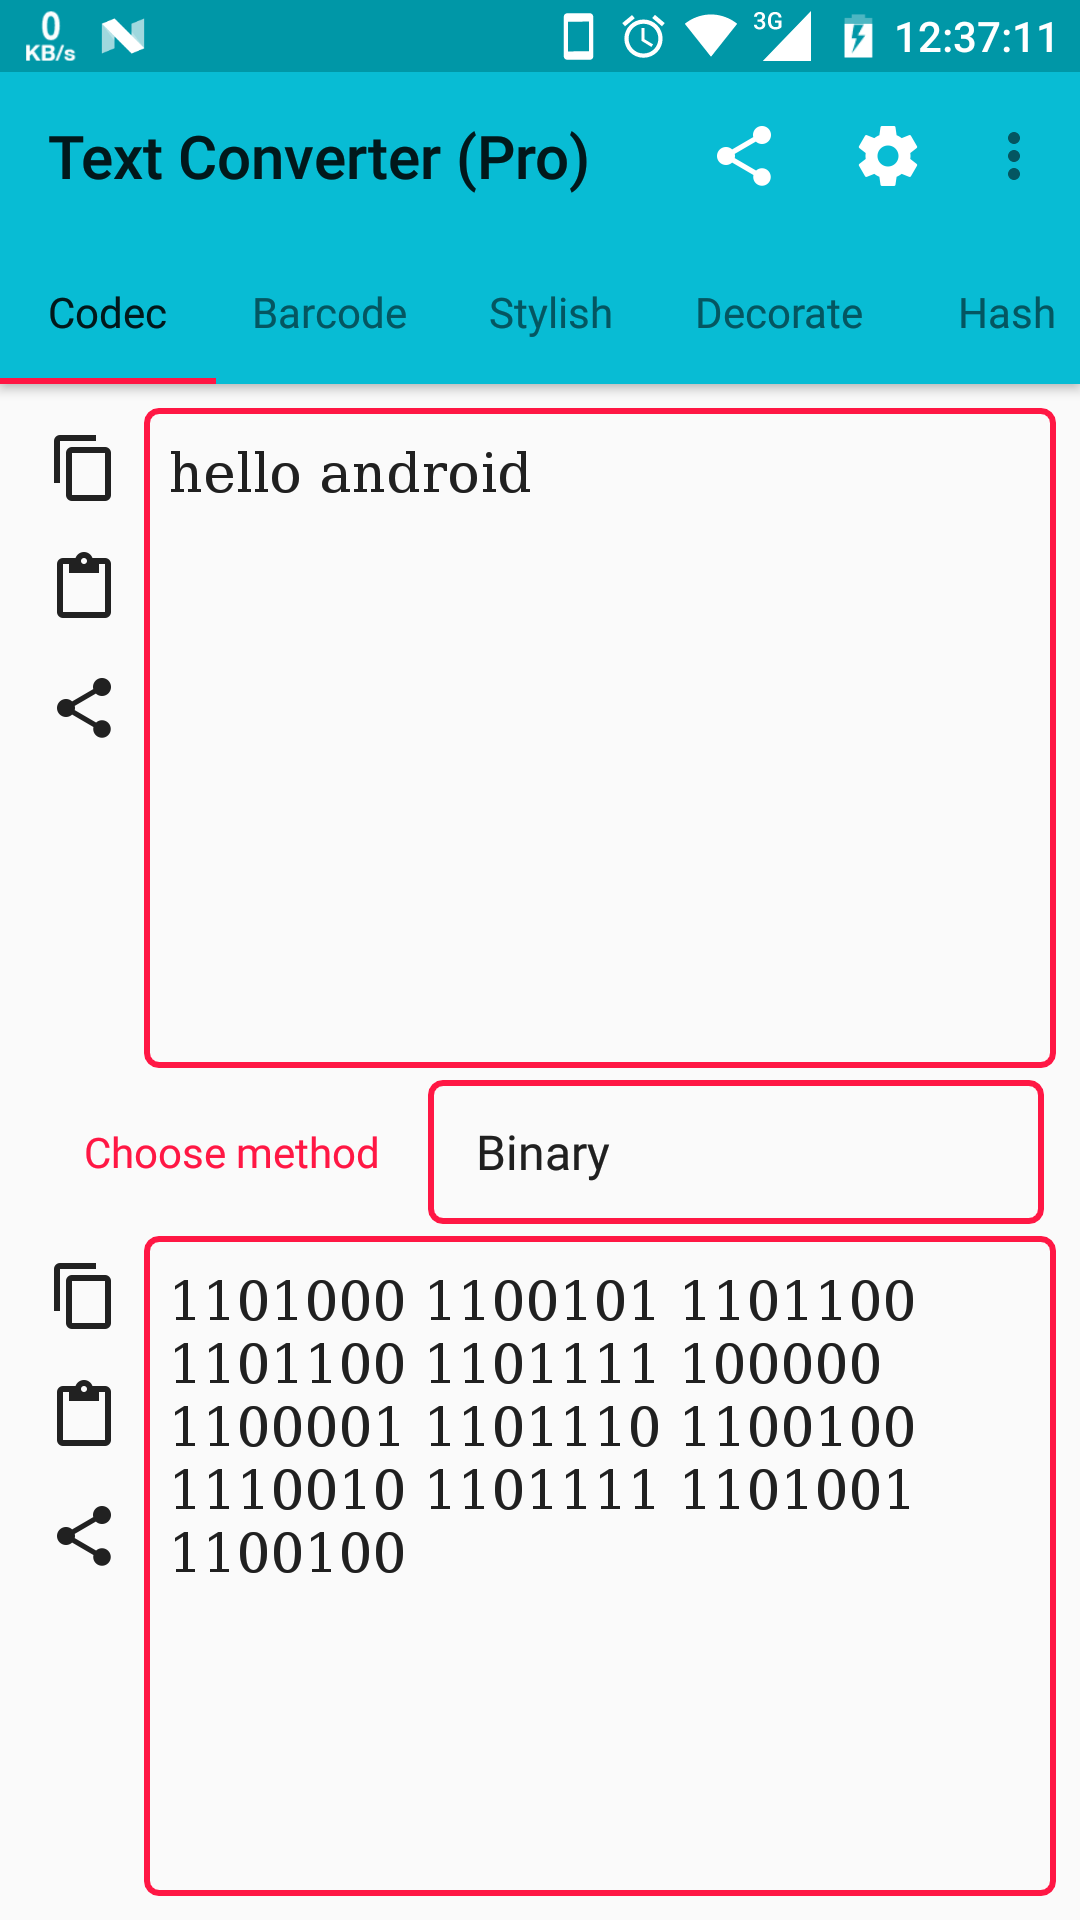 0
KB/s
3G
12:37:11
Text Converter (Pro)
Codec Barcode Stylish Decorate Hash
hello android
Choose method
Binary
1101000 1100101 1101100
1101100 1101111 100000
1100001 1101110 1100100
1110010 1101111 1101001
1100100